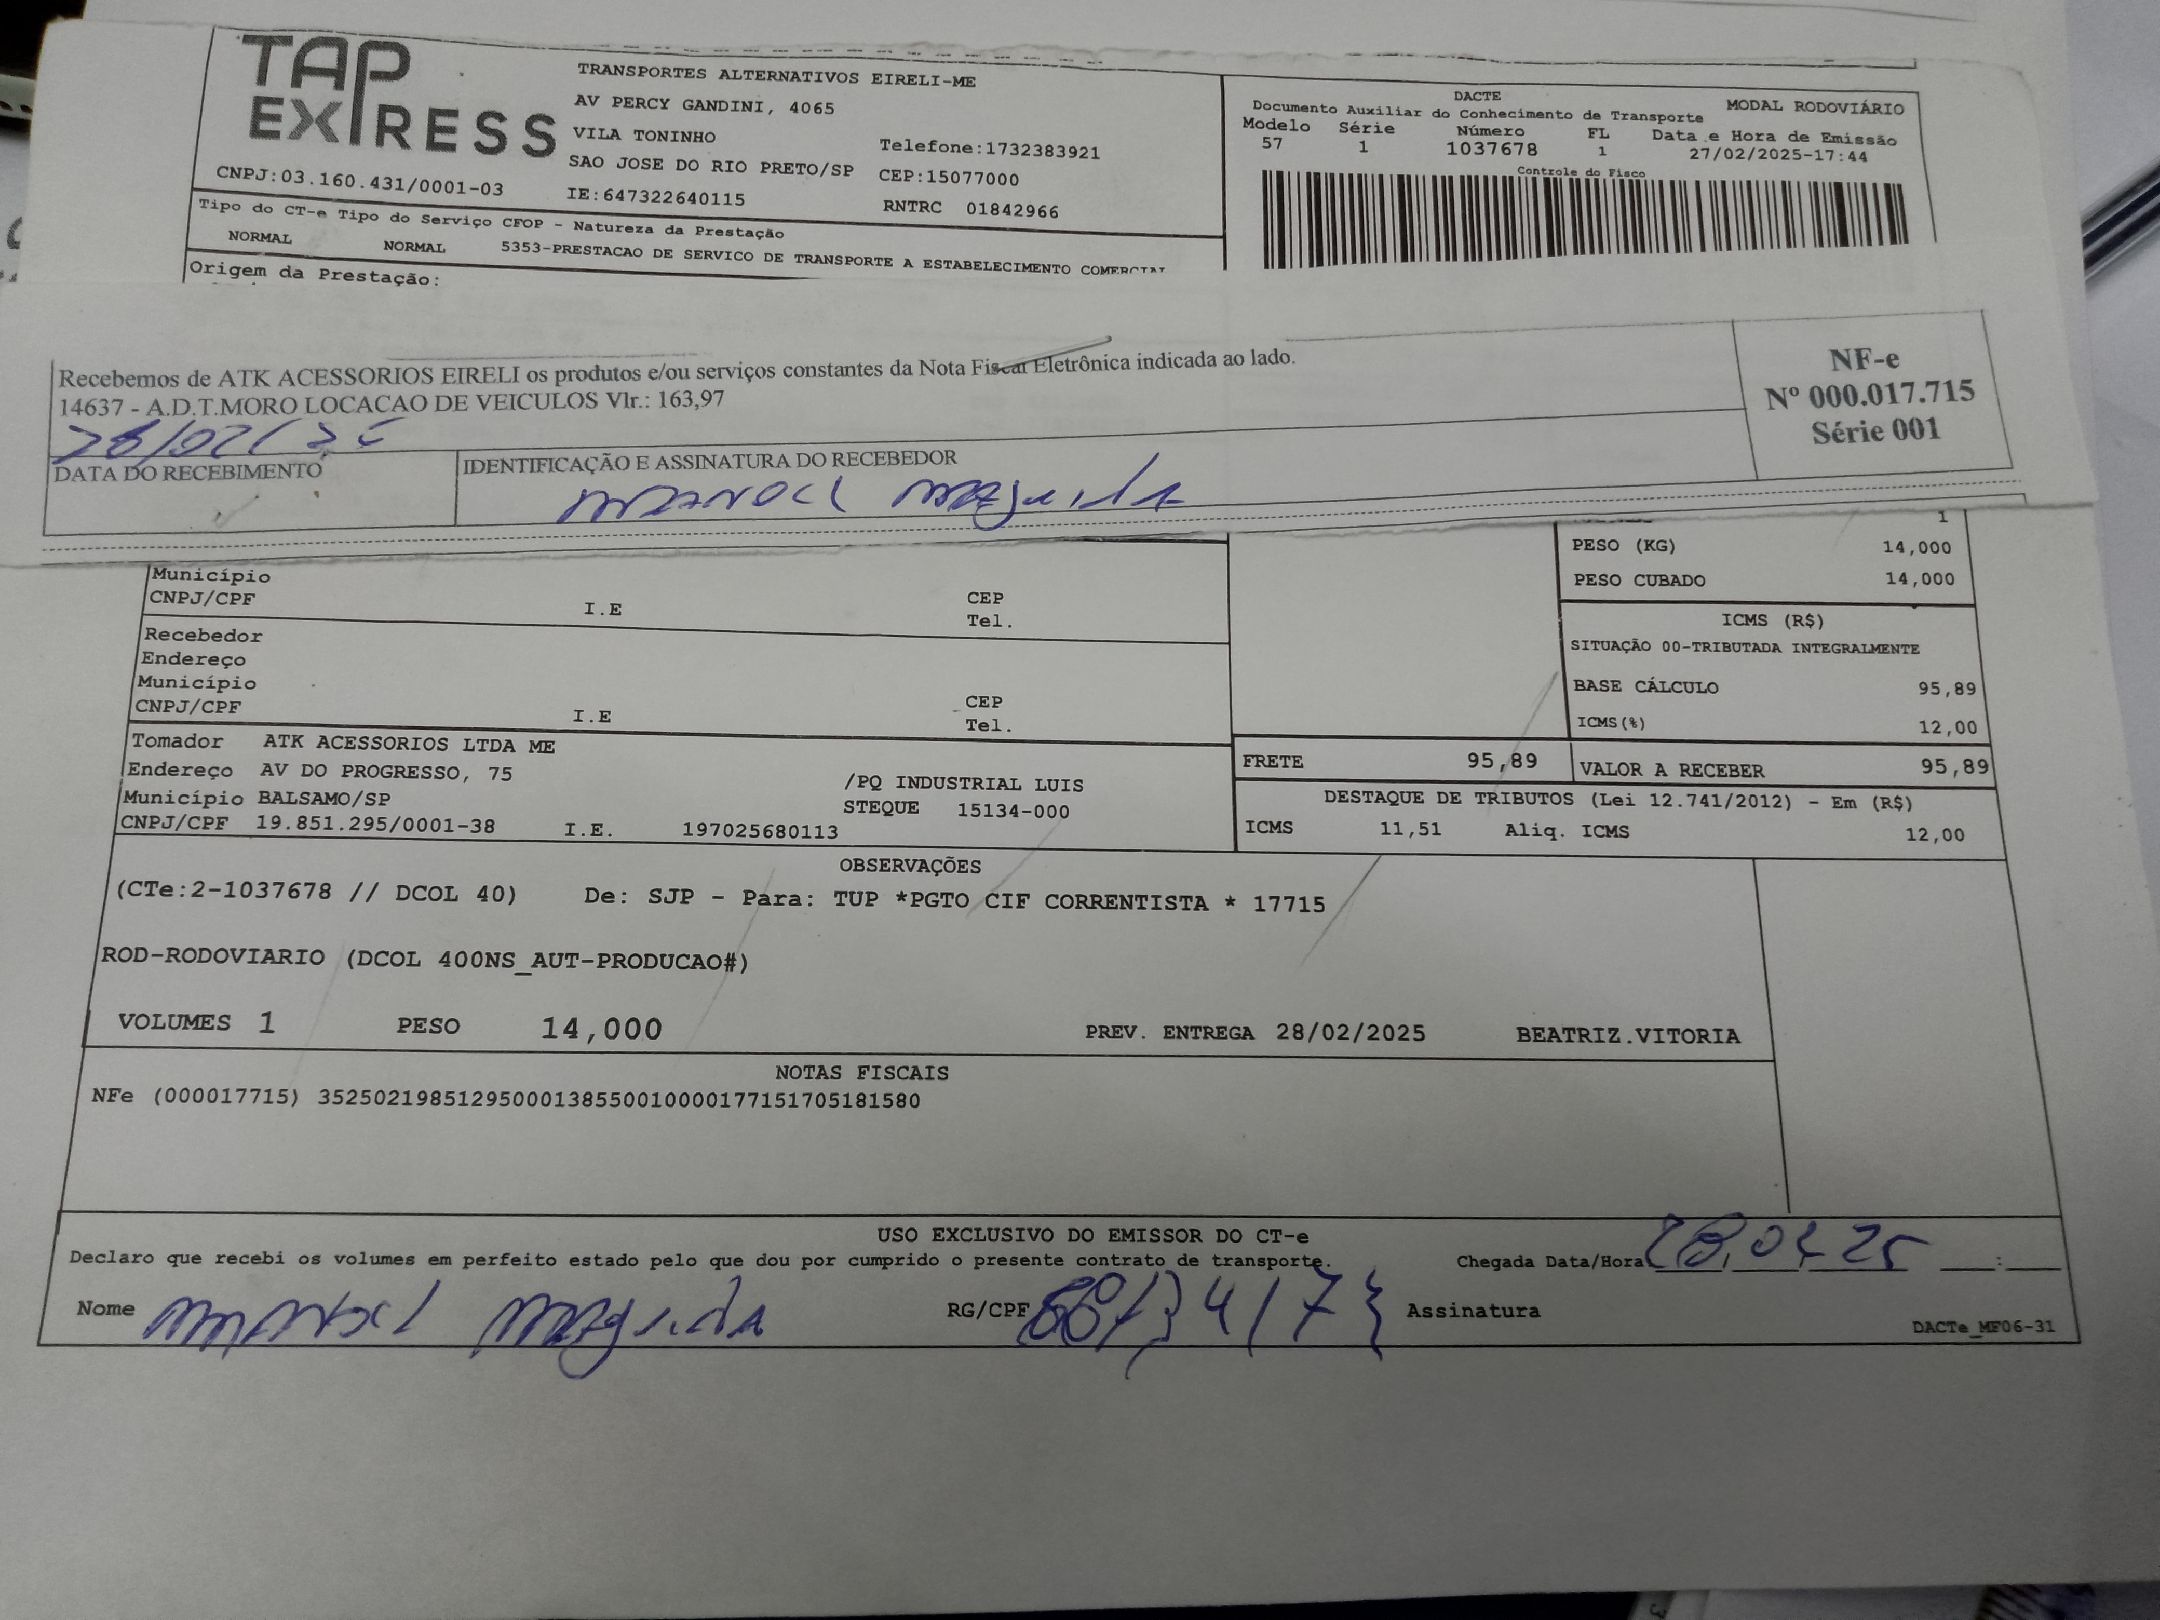 TAP
EXPRESS
TRANSPORTES ALTERNATIVOS EIRELI-ME
AV PERCY GANDINI, 4065
VILA TONINHO
Telefone:1732383921
SAO JOSE DO RIO PRETO/SP CEP:15077000
CNPJ:03.160.431/0001-03 IE:647322640115 RNTRC 01842966
DACTE MODAL RODOVIÁRIO
Documento Auxiliar do Conhecimento de Transporte
Modelo Série Número FL Data e Hora de Emissão
57 1 1037678 1 27/02/2025-17:44
Controle do Fisco
Tipo do CT-e Tipo do Serviço CFOP - Natureza da Prestação
NORMAL NORMAL 5353-PRESTACAO DE SERVICO DE TRANSPORTE A ESTABELECIMENTO COMERCIAL
Origem da Prestação:
Recebemos de ATK ACESSORIOS EIRELI os produtos e/ou serviços constantes da Nota Fiscal Eletrônica indicada ao lado.
14637 - A.D.T.MORO LOCACAO DE VEICULOS Vlr.: 163,97
NF-e
Nº 000.017.715
Série 001
28/02/25
DATA DO RECEBIMENTO
IDENTIFICAÇÃO E ASSINATURA DO RECEBEDOR
1
PESO (KG) 14,000
PESO CUBADO 14,000
Município
CNPJ/CPF I.E CEP
Tel.
ICMS (R$)
SITUAÇÃO 00-TRIBUTADA INTEGRALMENTE
BASE CÁLCULO 95,89
ICMS(%) 12,00
Recebedor
Endereço
Município
CNPJ/CPF I.E CEP
Tel.
Tomador ATK ACESSORIOS LTDA ME
Endereço AV DO PROGRESSO, 75 /PQ INDUSTRIAL LUIS
Município BALSAMO/SP STEQUE 15134-000
CNPJ/CPF 19.851.295/0001-38 I.E. 197025680113
FRETE 95,89 VALOR A RECEBER 95,89
DESTAQUE DE TRIBUTOS (Lei 12.741/2012) - Em (R$)
ICMS 11,51 Aliq. ICMS 12,00
OBSERVAÇÕES
(CTe:2-1037678 // DCOL 40) De: SJP - Para: TUP *PGTO CIF CORRENTISTA * 17715
ROD-RODOVIARIO (DCOL 400NS_AUT-PRODUCAO#)
VOLUMES 1 PESO 14,000 PREV. ENTREGA 28/02/2025 BEATRIZ.VITORIA
NOTAS FISCAIS
NFe (000017715) 35250219851295000138550010000177151705181580
USO EXCLUSIVO DO EMISSOR DO CT-e
Declaro que recebi os volumes em perfeito estado pelo que dou por cumprido o presente contrato de transporte. Chegada Data/Hora 28,02 25 ____:____
Nome RG/CPF Assinatura
DACTe_MF06-31